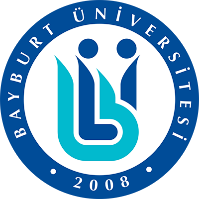 BAYBURT ÜNİVERSİTESİ
• 2008 •